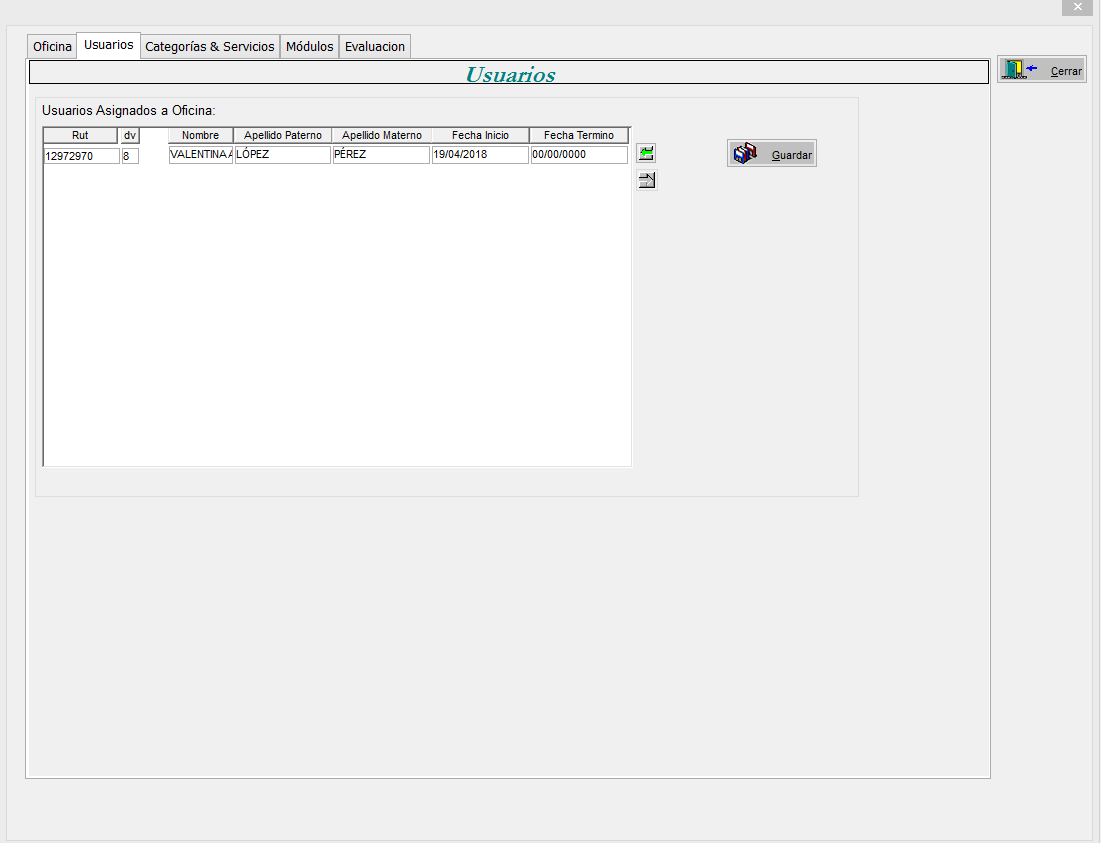 Oficina Usuarios Categorías & Servicios Módulos Evaluacion
Usuarios
Cerrar
Usuarios Asignados a Oficina:
Rut dv Nombre Apellido Paterno Apellido Materno Fecha Inicio Fecha Termino
12972970 8 VALENTINA A LÓPEZ PÉREZ 19/04/2018 00/00/0000
Guardar